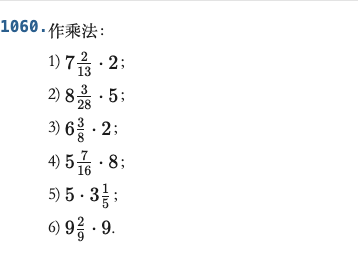 1060. 作乘法:
1) 7 2/13 · 2;
2) 8 3/28 · 5;
3) 6 3/8 · 2;
4) 5 7/16 · 8;
5) 5 · 3 1/5;
6) 9 2/9 · 9.